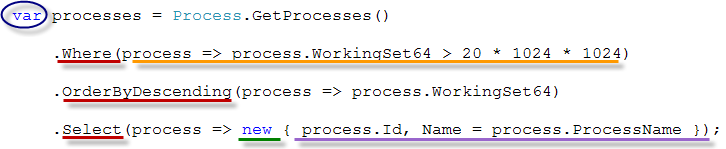 var processes = Process.GetProcesses()
.Where(process => process.WorkingSet64 > 20 * 1024 * 1024)
.OrderByDescending(process => process.WorkingSet64)
.Select(process => new { process.Id, Name = process.ProcessName });